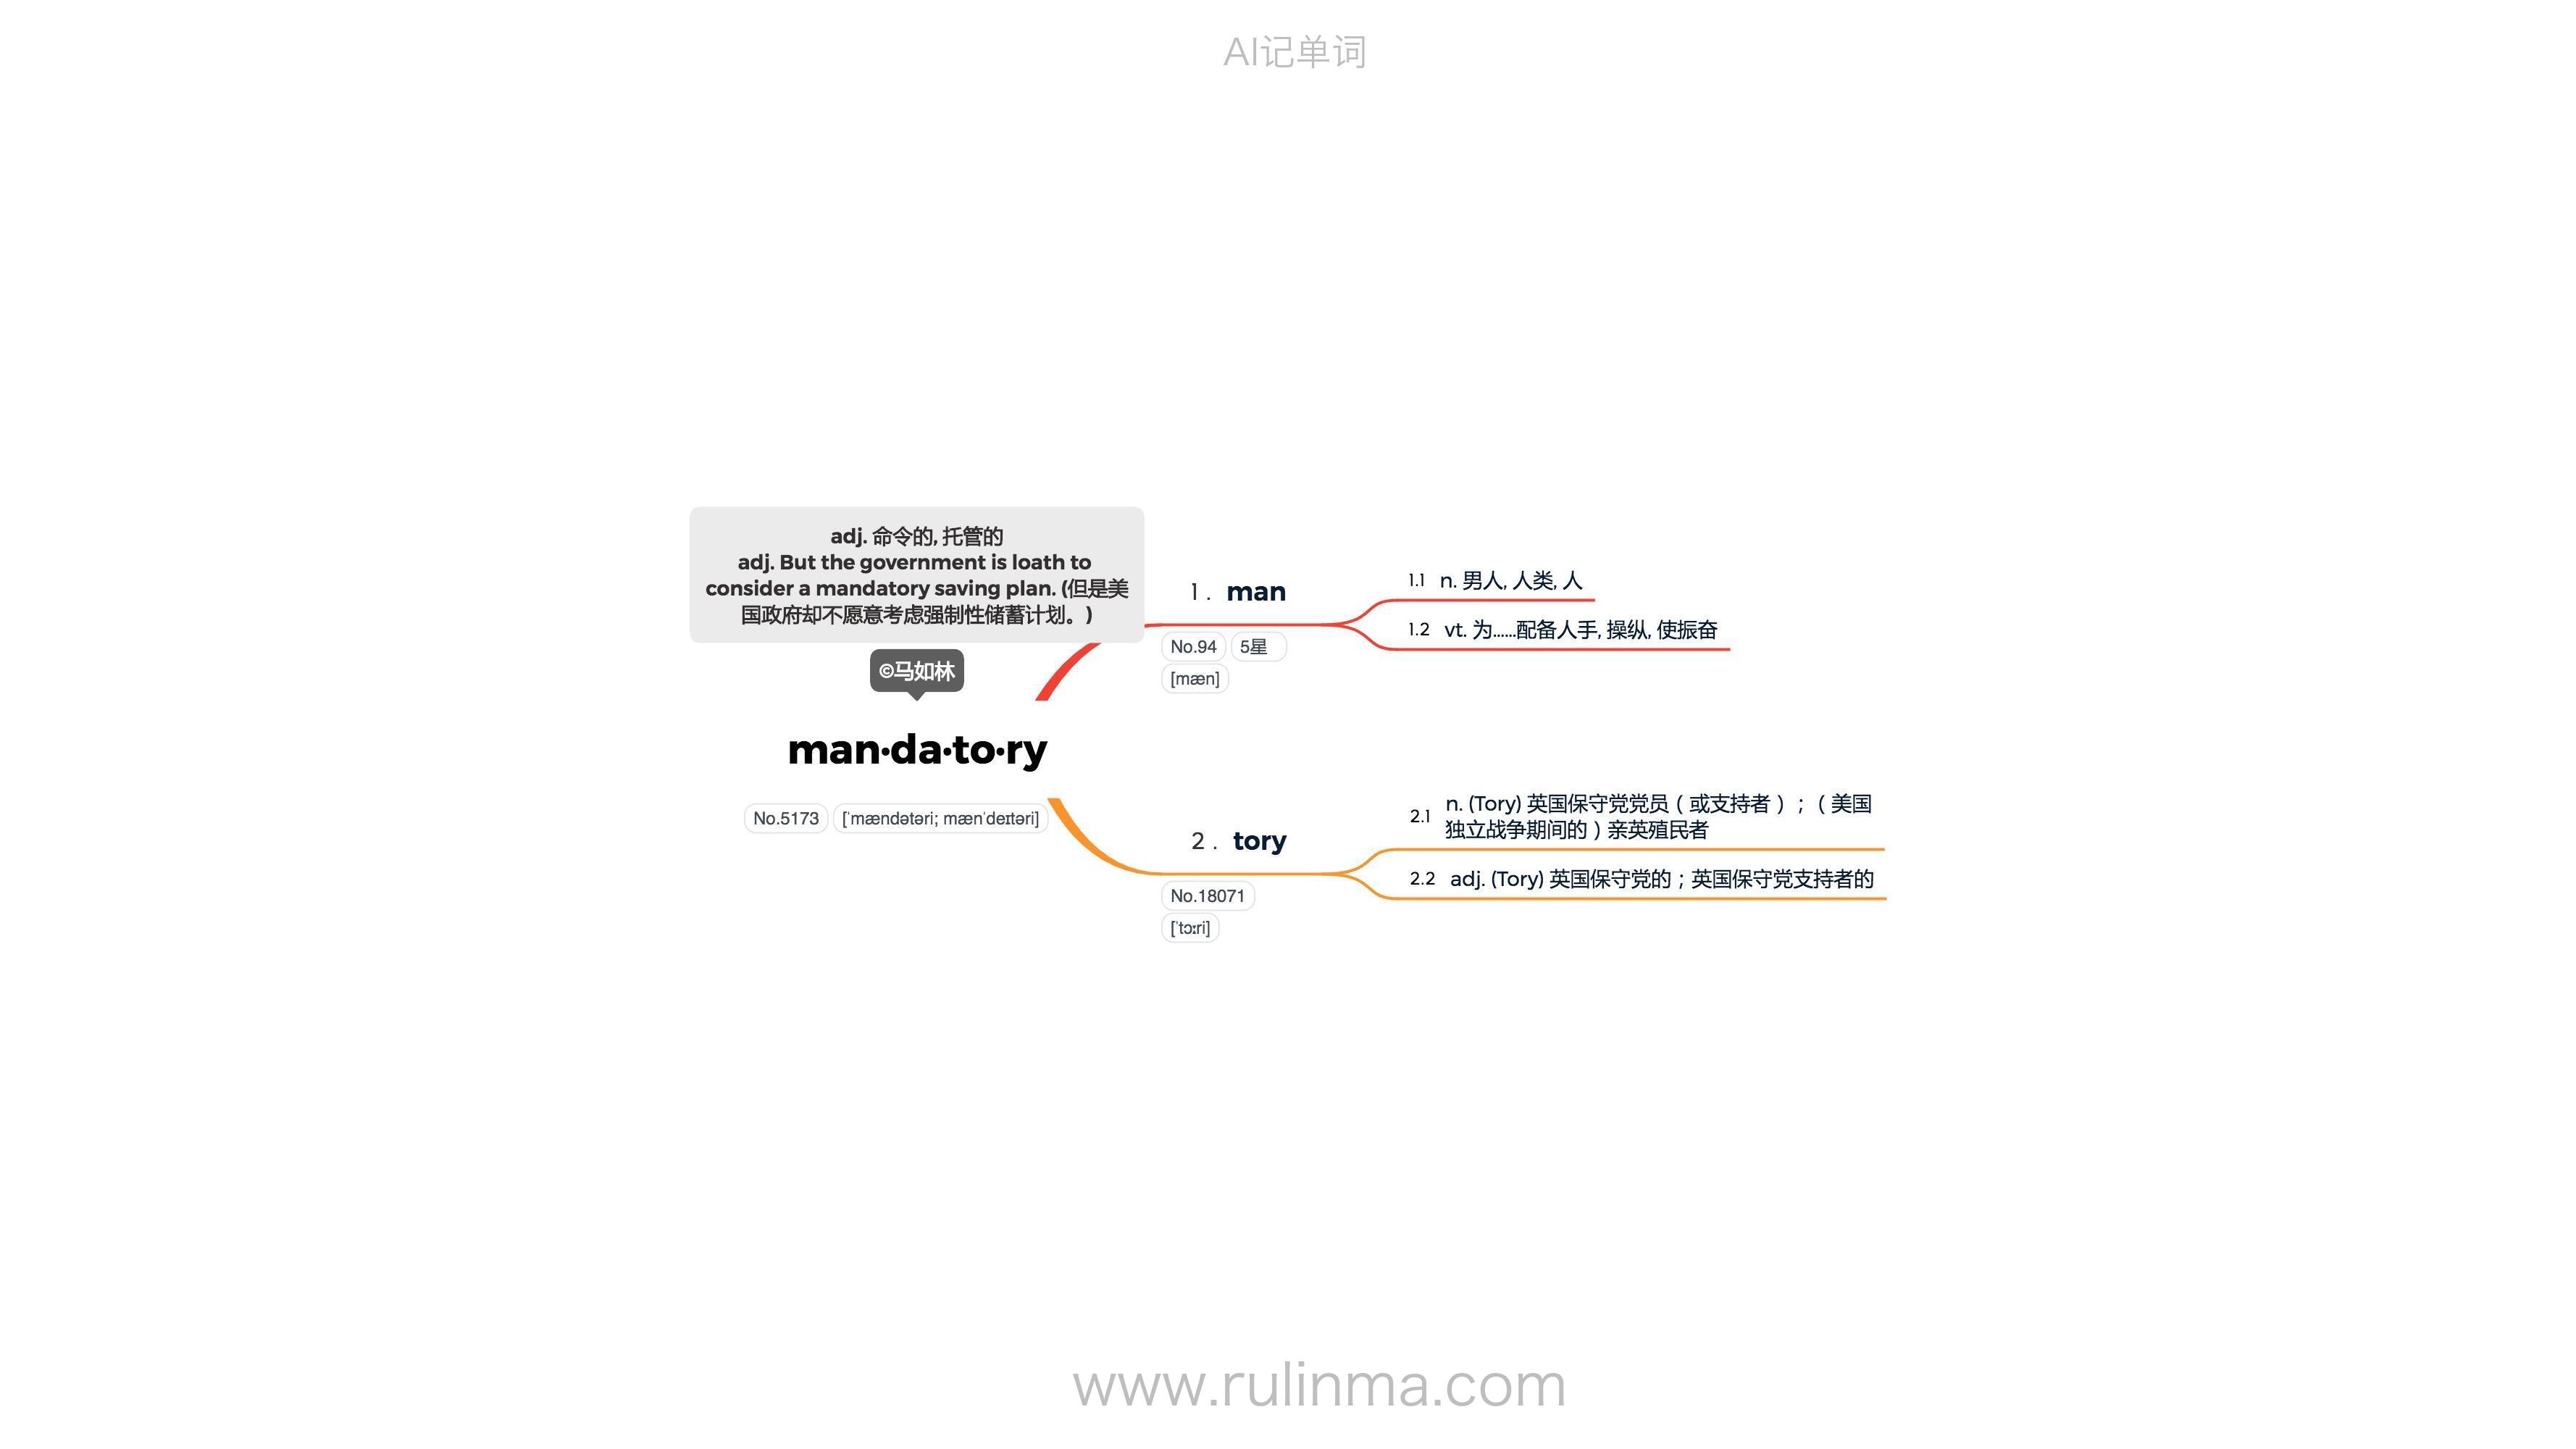 AI记单词
adj. 命令的, 托管的
adj. But the government is loath to
consider a mandatory saving plan. (但是美
国政府却不愿意考虑强制性储蓄计划。)
©马如林
man·da·to·ry
No.5173 [ˈmændətəri; mænˈdeɪtəri]
1. man
No.94 5星
[mæn]
1.1 n. 男人, 人类, 人
1.2 vt. 为......配备人手, 操纵, 使振奋
2. tory
No.18071
[ˈtɔːri]
2.1 n. (Tory) 英国保守党党员（或支持者）；（美国
独立战争期间的）亲英殖民者
2.2 adj. (Tory) 英国保守党的；英国保守党支持者的
www.rulinma.com